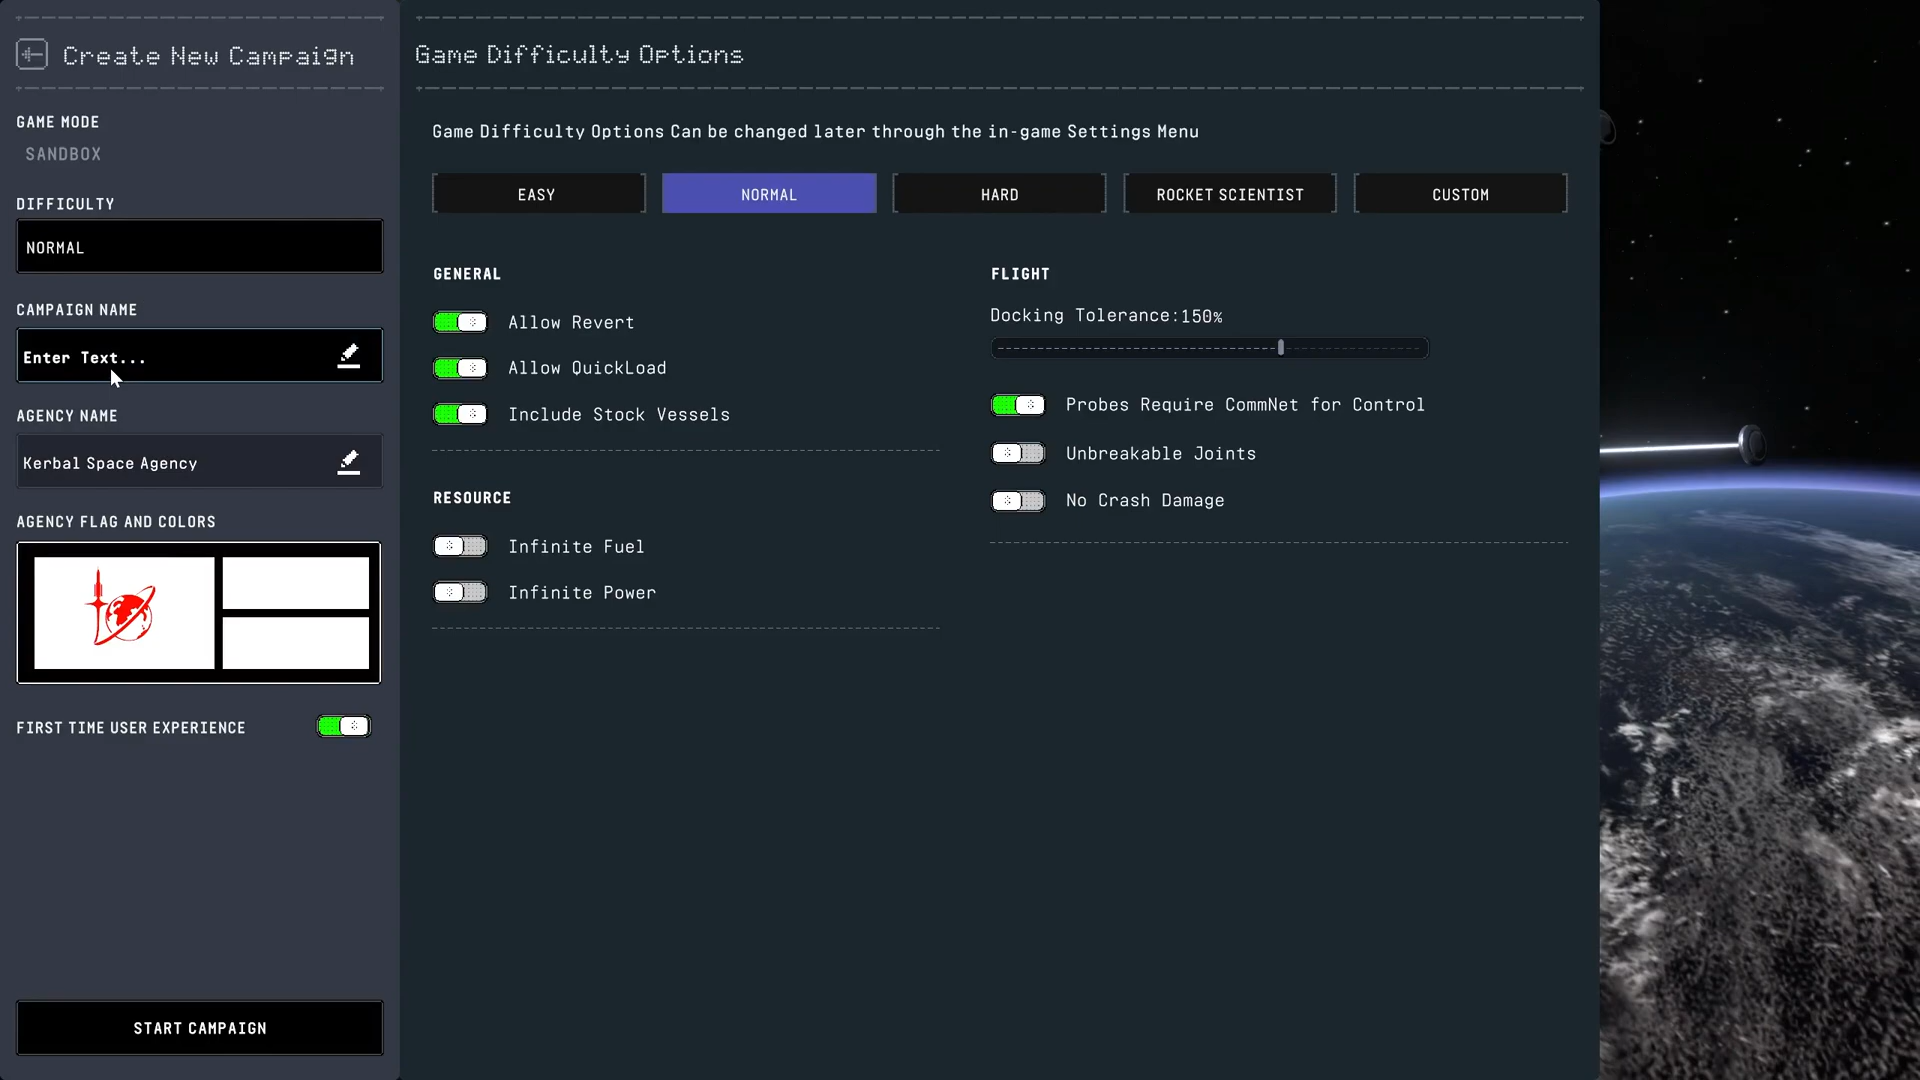 Create New Campaign
GAME MODE
SANDBOX
DIFFICULTY
NORMAL
CAMPAIGN NAME
Enter Text...
AGENCY NAME
Kerbal Space Agency
AGENCY FLAG AND COLORS
FIRST TIME USER EXPERIENCE
START CAMPAIGN
Game Difficulty Options
Game Difficulty Options Can be changed later through the in-game Settings Menu
EASY
NORMAL
HARD
ROCKET SCIENTIST
CUSTOM
GENERAL
Allow Revert
Allow QuickLoad
Include Stock Vessels
RESOURCE
Infinite Fuel
Infinite Power
FLIGHT
Docking Tolerance:150%
Probes Require CommNet for Control
Unbreakable Joints
No Crash Damage